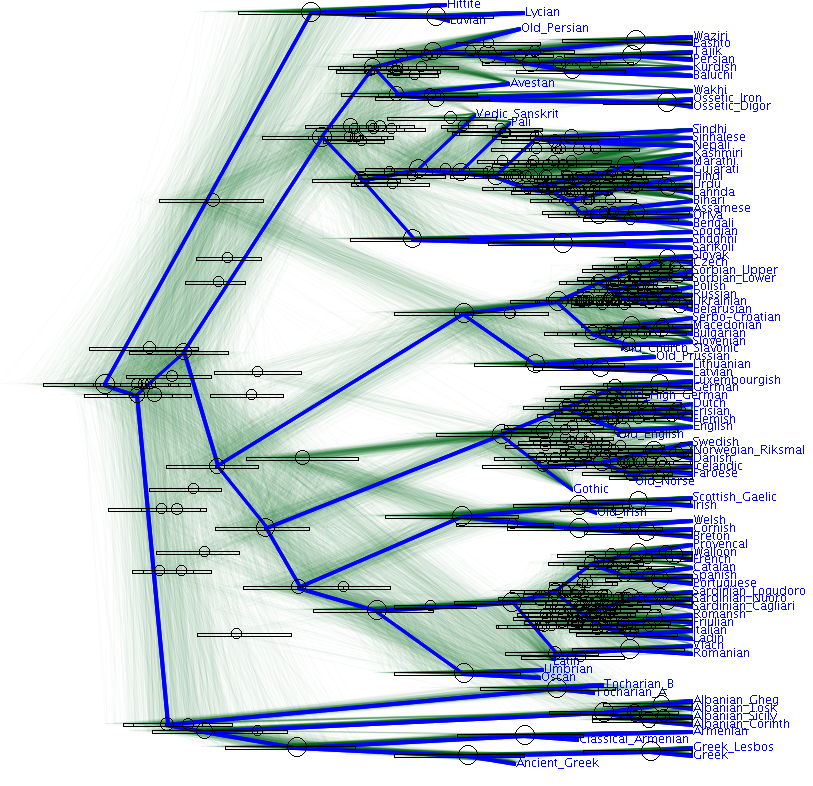 Hittite
Luvian
Lycian
Old_Persian
Waziri
Pashto
Tajik
Persian
Kurdish
Baluchi
Avestan
Wakhi
Ossetic_Iron
Ossetic_Digor
Vedic_Sanskrit
Pali
Sindhi
Sinhalese
Nepali
Kashmiri
Marathi
Gujarati
Hindi
Urdu
Lahnda
Bihari
Assamese
Oriya
Bengali
Sogdian
Shughni
Sarikoli
Slovak
Czech
Sorbian_Upper
Sorbian_Lower
Polish
Russian
Ukrainian
Belarusian
Serbo-Croatian
Macedonian
Bulgarian
Slovenian
Old_Church_Slavonic
Old_Prussian
Lithuanian
Latvian
Luxembourgish
German
Old_High_German
Dutch
Frisian
Flemish
English
Old_English
Swedish
Norwegian_Riksmal
Danish
Icelandic
Faroese
Old_Norse
Gothic
Scottish_Gaelic
Irish
Old_Irish
Welsh
Cornish
Breton
Provencal
Walloon
French
Catalan
Spanish
Portuguese
Sardinian_Logudoro
Sardinian_Nuoro
Sardinian_Cagliari
Romansh
Friulian
Italian
Ladin
Vlach
Romanian
Latin
Umbrian
Oscan
Tocharian_B
Tocharian_A
Albanian_Gheg
Albanian_Tosk
Albanian_Sicily
Albanian_Corinth
Armenian
Classical_Armenian
Greek_Lesbos
Greek
Ancient_Greek